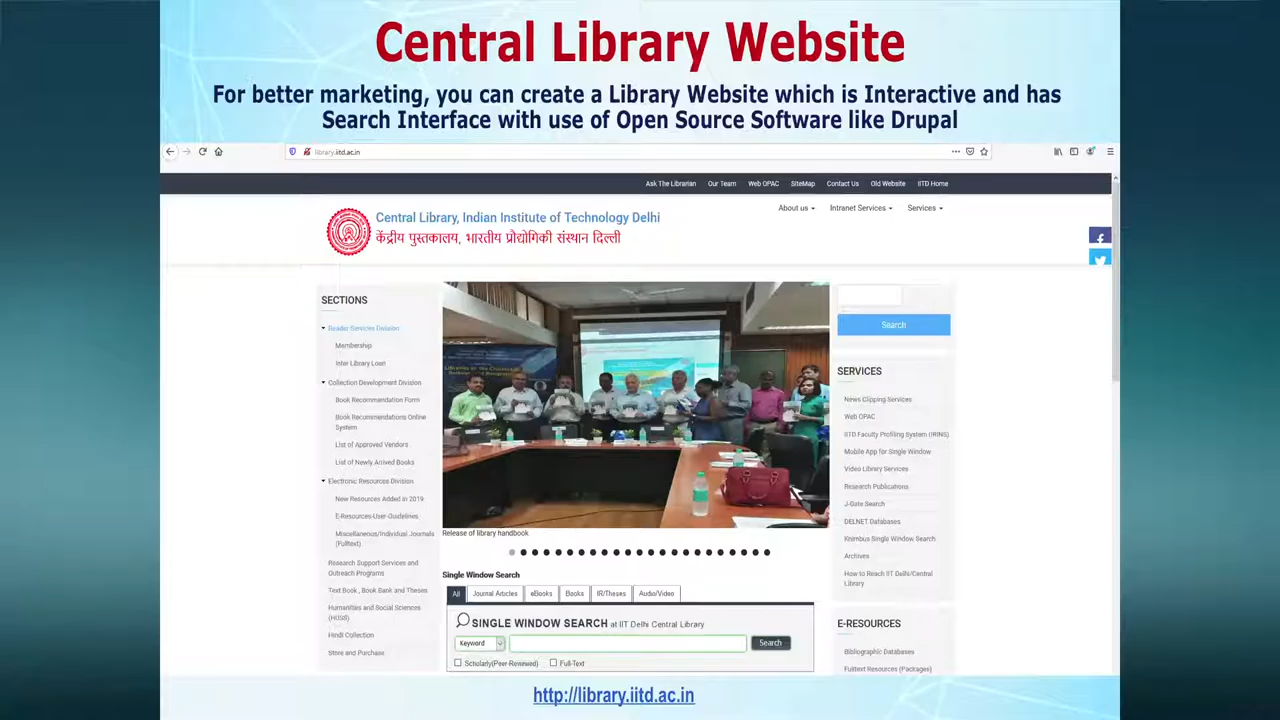 Central Library Website
For better marketing, you can create a Library Website which is Interactive and has
Search Interface with use of Open Source Software like Drupal
library.iitd.ac.in
Ask The Librarian Our Team Web OPAC SiteMap Contact Us Old Website IITD Home
Central Library, Indian Institute of Technology Delhi
केंद्रीय पुस्तकालय, भारतीय प्रौद्योगिकी संस्थान दिल्ली
About us Intranet Services Services
SECTIONS
Reader Services Division
Membership
Inter Library Loan
Collection Development Division
Book Recommendation Form
Book Recommendations Online
System
List of Approved Vendors
List of Newly Arrived Books
Electronic Resources Division
New Resources Added in 2019
E-Resources-User-Guidelines
Miscellaneous/Individual Journals
(Fulltext)
Research Support Services and
Outreach Programs
Text Book , Book Bank and Theses
Humanities and Social Sciences
(HUSS)
Hindi Collection
Store and Purchase
Release of library handbook
Single Window Search
All Journal Articles eBooks Books IR/Theses Audio/Video
SINGLE WINDOW SEARCH at IIT Delhi Central Library
Keyword Search
Scholarly(Peer-Reviewed) Full-Text
Search
SERVICES
News Clipping Services
Web OPAC
IITD Faculty Profiling System (IRINS)
Mobile App for Single Window
Video Library Services
Research Publications
J-Gate Search
DELNET Databases
Knimbus Single Window Search
Archives
How to Reach IIT Delhi/Central
Library
E-RESOURCES
Bibliographic Databases
Fulltext Resources (Packages)
http://library.iitd.ac.in